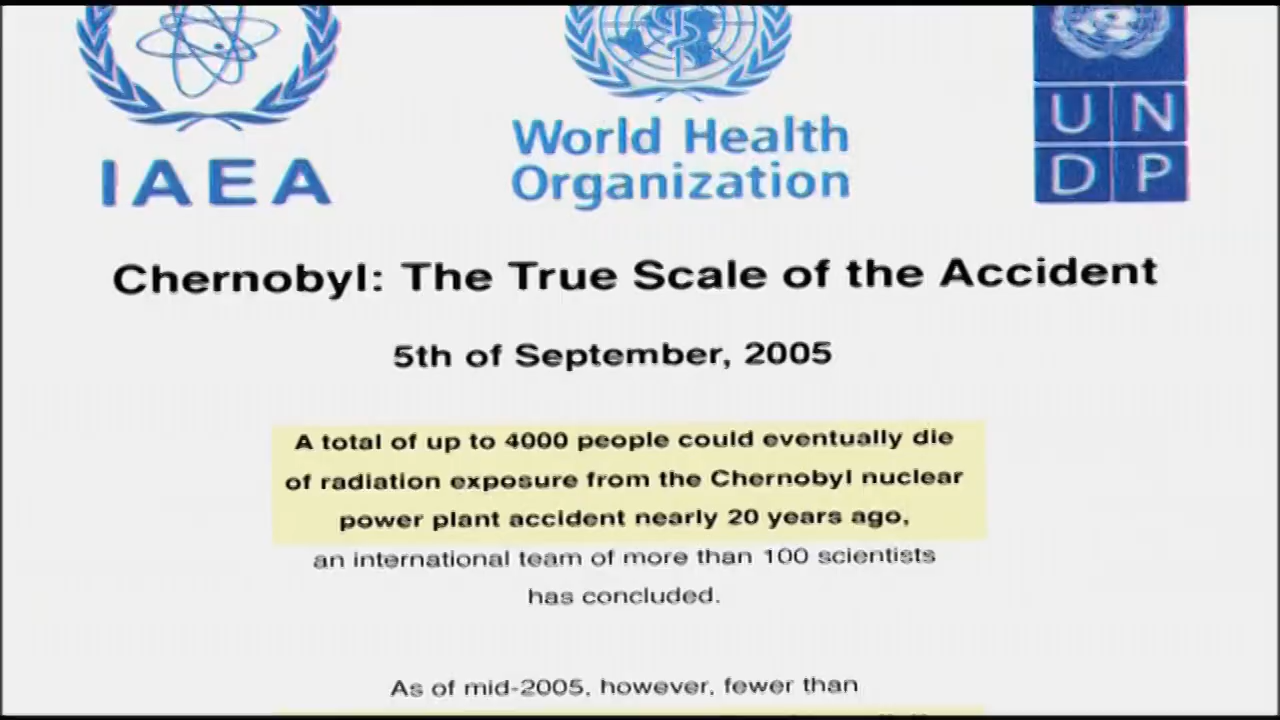 IAEA
World Health
Organization
UN
DP
Chernobyl: The True Scale of the Accident
5th of September, 2005
A total of up to 4000 people could eventually die
of radiation exposure from the Chernobyl nuclear
power plant accident nearly 20 years ago,
an international team of more than 100 scientists
has concluded.
As of mid-2005, however, fewer than